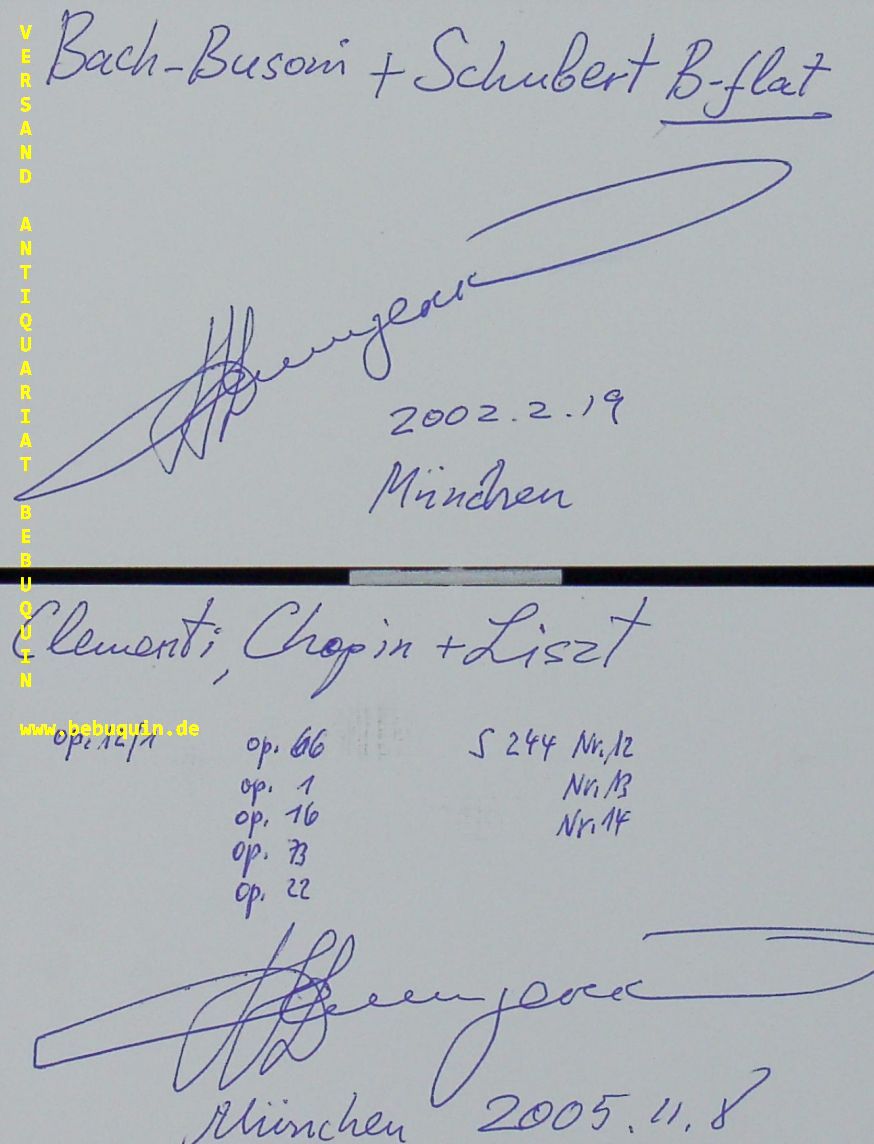 VERSAND ANTIQUARIAT BEBUQUIN
www.bebuquin.de
Bach-Busoni + Schubert B-flat
2002.2.19
München
Clementi, Chopin + Liszt
op. 12/1 op. 66 S 244 Nr. 12
op. 1 Nr. 13
op. 16 Nr. 14
op. 73
op. 22
München 2005.11.8